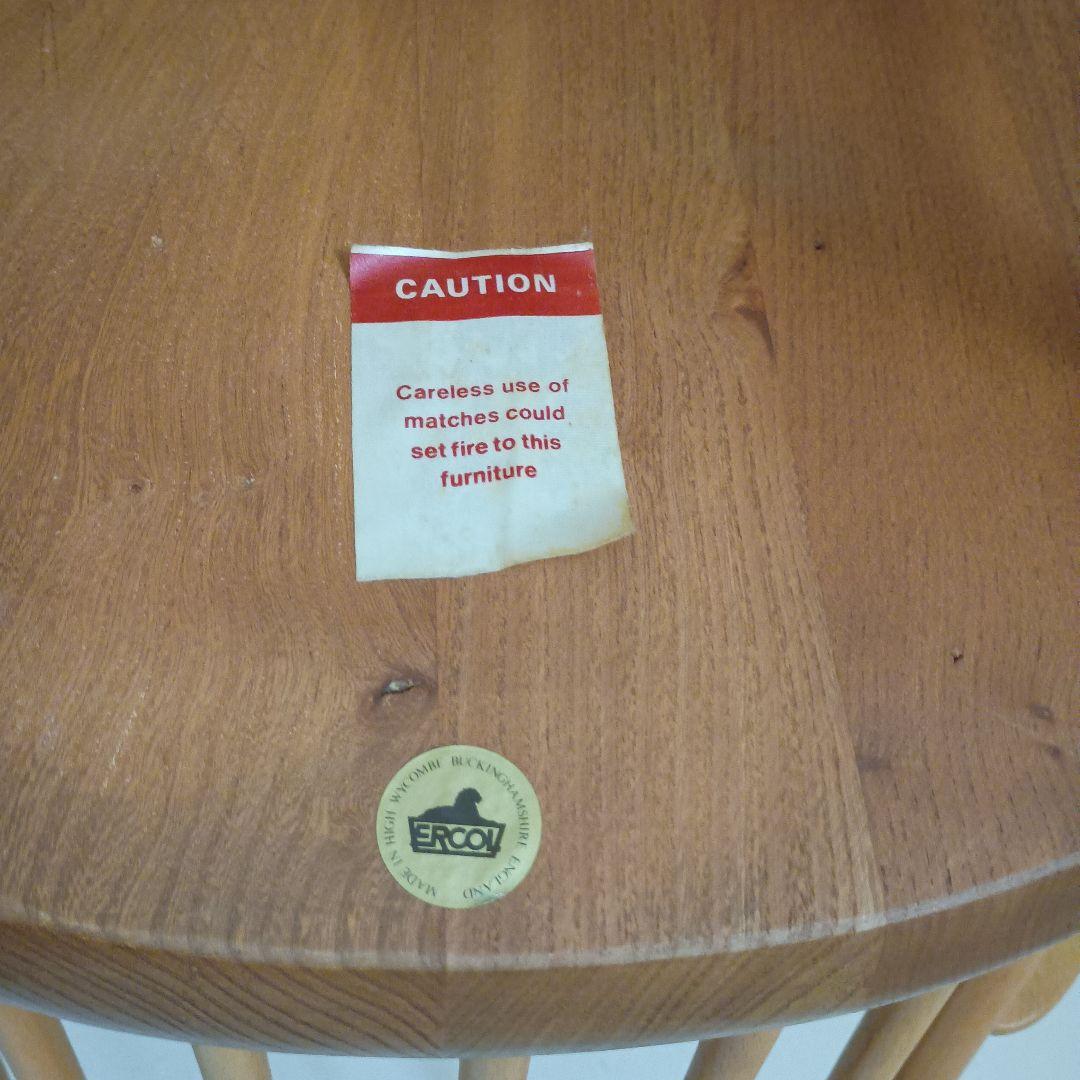 CAUTION
Careless use of
matches could
set fire to this
furniture
MADE IN HIGH WYCOMBE BUCKINGHAMSHIRE ENGLAND
ERCOL